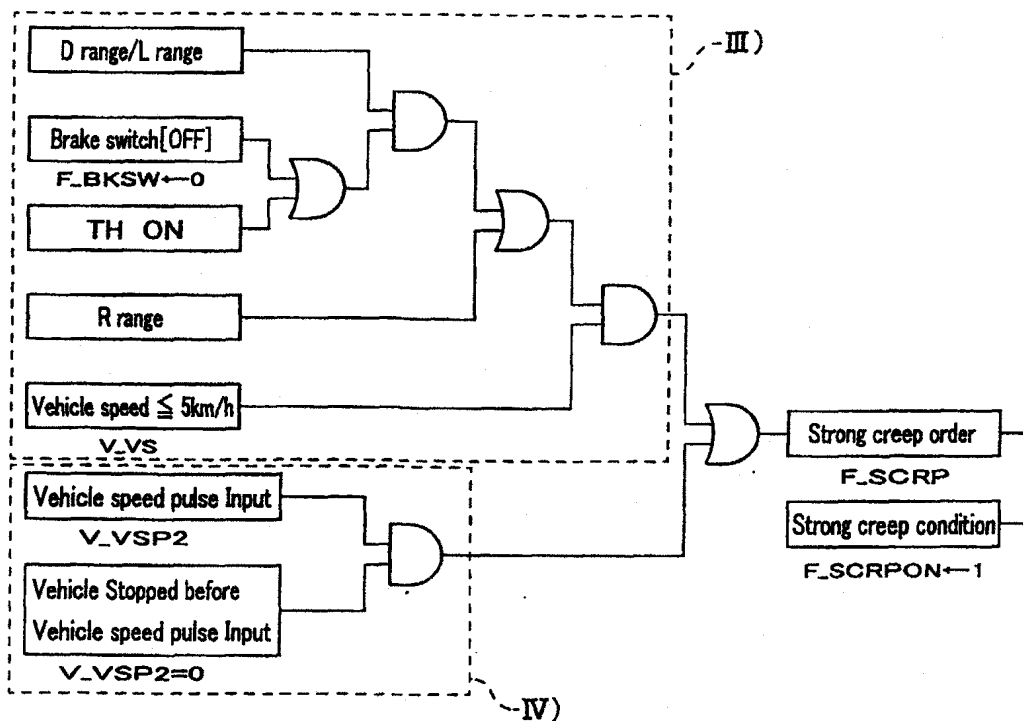 D range/L range
III)
Brake switch[OFF]
F_BKSW←0
TH ON
R range
Vehicle speed ≦ 5km/h
V_VS
Strong creep order
F_SCRP
Vehicle speed pulse Input
V_VSP2
Strong creep condition
F_SCRPON←1
Vehicle Stopped before
Vehicle speed pulse Input
V_VSP2=0
IV)